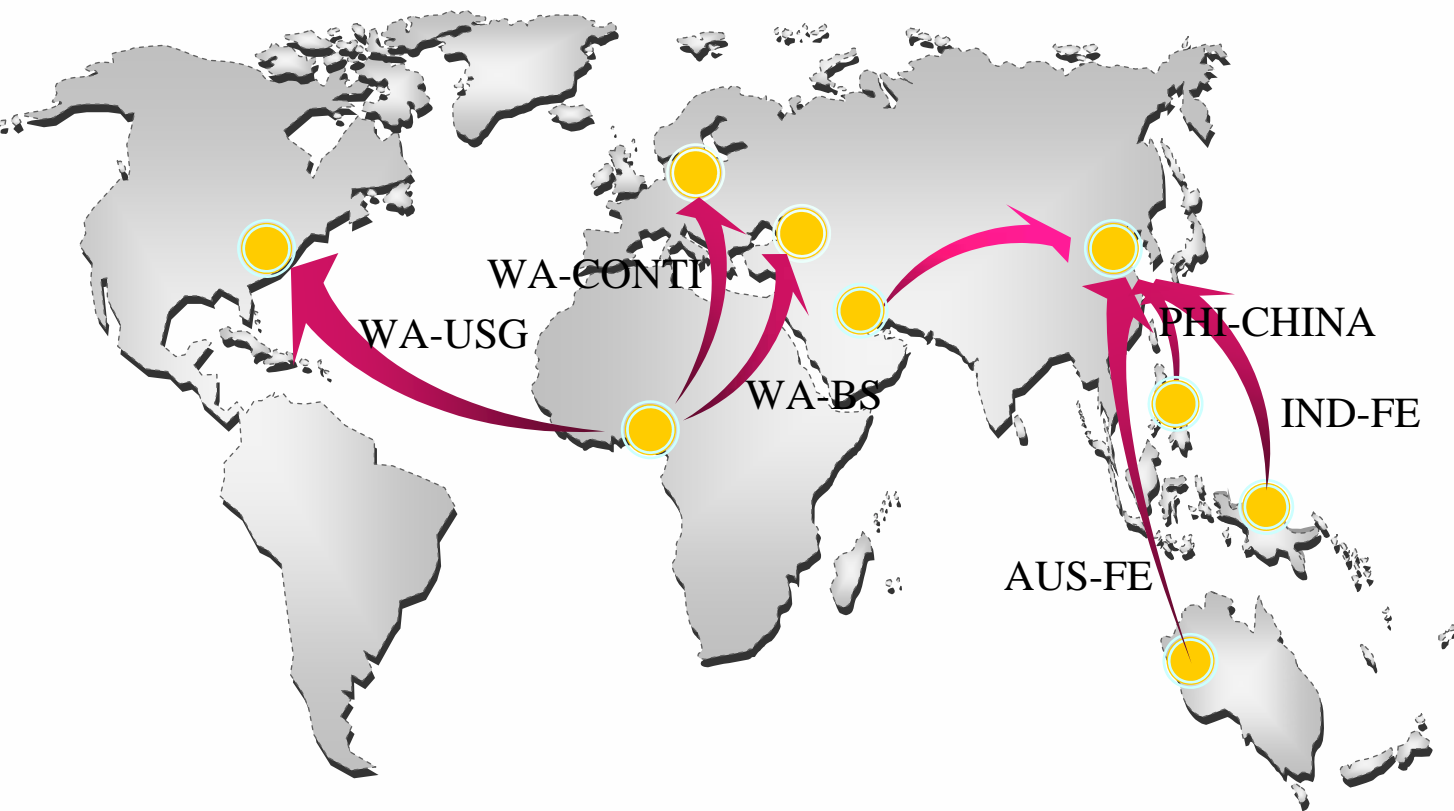 WA-CONTI
PHI-CHINA
WA-USG
WA-BS
IND-FE
AUS-FE